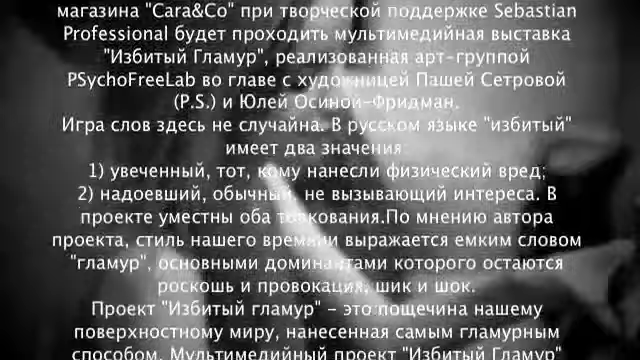 магазина "Cara&Co" при творческой поддержке Sebastian
Professional будет проходить мультимедийная выставка
"Избитый Гламур", реализованная арт-группой
PSychoFreeLab во главе с художницей Пашей Сетровой
(P.S.) и Юлей Осиной-Фридман.
Игра слов здесь не случайна. В русском языке "избитый"
имеет два значения:
1) увеченный, тот, кому нанесли физический вред;
2) надоевший, обычный, не вызывающий интереса. В
проекте уместны оба толкования.По мнению автора
проекта, стиль нашего времени выражается емким словом
"гламур", основными доминантами которого остаются
роскошь и провокация, шик и шок.
Проект "Избитый гламур" - это пощечина нашему
поверхностному миру, нанесенная самым гламурным
способом. Мультимедийный проект "Избитый Гламур"